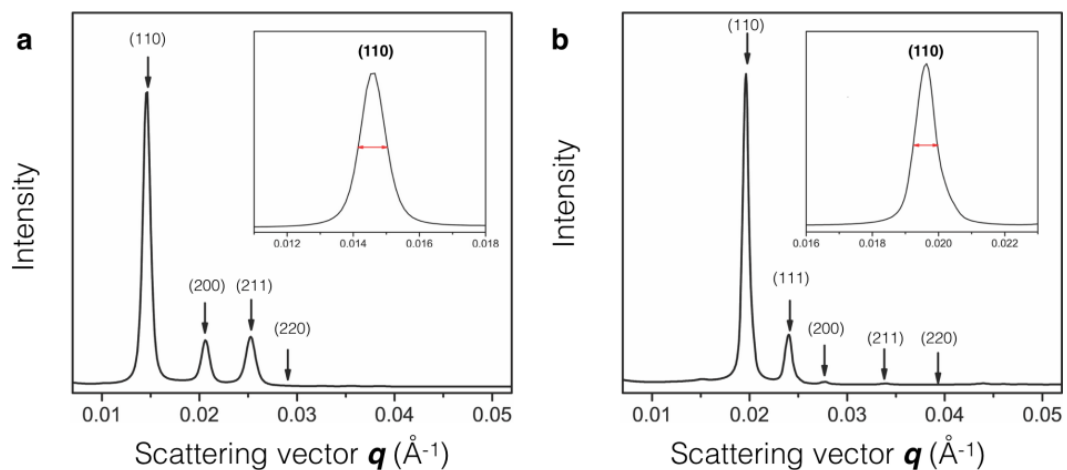 a
(110)
(200)
(211)
(220)
(110)
0.012 0.014 0.016 0.018
0.01 0.02 0.03 0.04 0.05
Intensity
Scattering vector q (Å-1)
b
(110)
(111)
(200)
(211)
(220)
(110)
0.016 0.018 0.020 0.022
0.01 0.02 0.03 0.04 0.05
Intensity
Scattering vector q (Å-1)